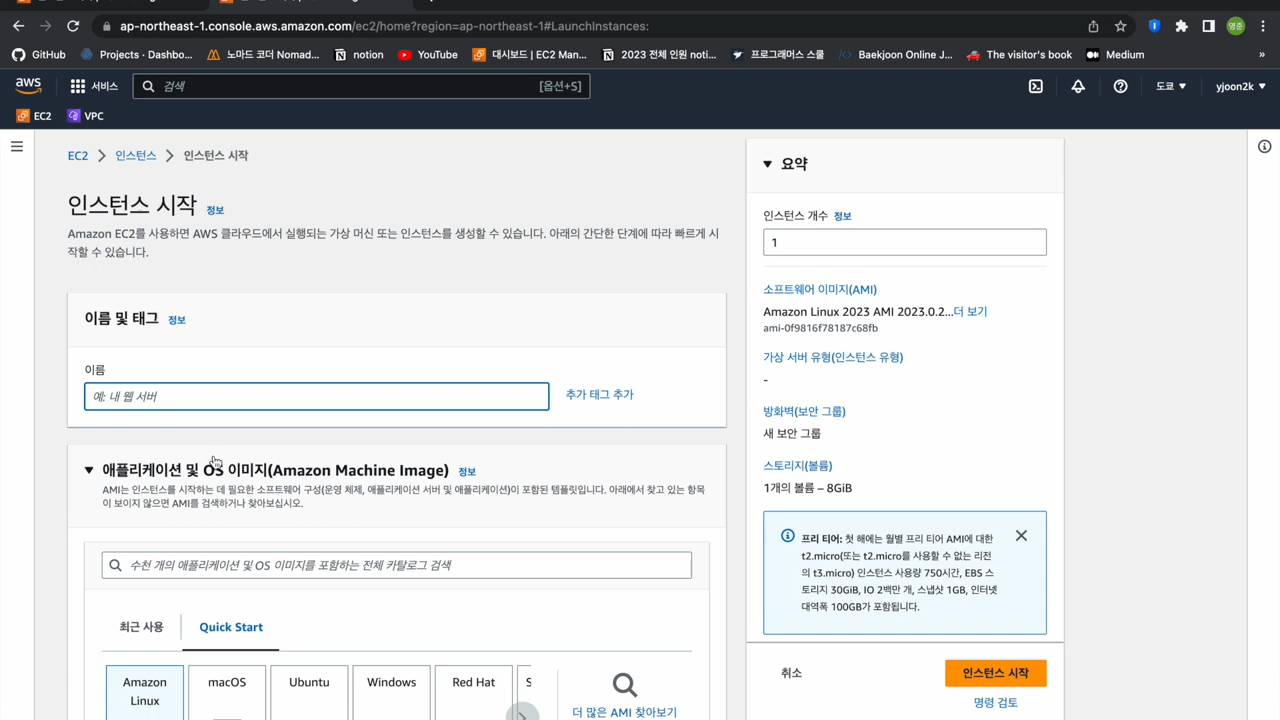 ap-northeast-1.console.aws.amazon.com/ec2/home?region=ap-northeast-1#LaunchInstances:
영준
GitHub
Projects · Dashbo...
노마드 코더 Nomad...
notion
YouTube
대시보드 | EC2 Man...
2023 전체 인원 noti...
프로그래머스 스쿨
Baekjoon Online J...
The visitor's book
Medium
»
aws
서비스
검색
[옵션+S]
도쿄
yjoon2k
EC2
VPC
EC2
인스턴스
인스턴스 시작
인스턴스 시작 정보
Amazon EC2를 사용하면 AWS 클라우드에서 실행되는 가상 머신 또는 인스턴스를 생성할 수 있습니다. 아래의 간단한 단계에 따라 빠르게 시
작할 수 있습니다.
이름 및 태그 정보
이름
예: 내 웹 서버
추가 태그 추가
애플리케이션 및 OS 이미지(Amazon Machine Image) 정보
AMI는 인스턴스를 시작하는 데 필요한 소프트웨어 구성(운영 체제, 애플리케이션 서버 및 애플리케이션)이 포함된 템플릿입니다. 아래에서 찾고 있는 항목
이 보이지 않으면 AMI를 검색하거나 찾아보십시오.
수천 개의 애플리케이션 및 OS 이미지를 포함하는 전체 카탈로그 검색
최근 사용
Quick Start
Amazon
Linux
macOS
Ubuntu
Windows
Red Hat
S
더 많은 AMI 찾아보기
요약
인스턴스 개수 정보
1
소프트웨어 이미지(AMI)
Amazon Linux 2023 AMI 2023.0.2...더 보기
ami-0f9816f78187c68fb
가상 서버 유형(인스턴스 유형)
-
방화벽(보안 그룹)
새 보안 그룹
스토리지(볼륨)
1개의 볼륨 – 8GiB
프리 티어: 첫 해에는 월별 프리 티어 AMI에 대한
t2.micro(또는 t2.micro를 사용할 수 없는 리전
의 t3.micro) 인스턴스 사용량 750시간, EBS 스
토리지 30GiB, IO 2백만 개, 스냅샷 1GB, 인터넷
대역폭 100GB가 포함됩니다.
취소
인스턴스 시작
명령 검토